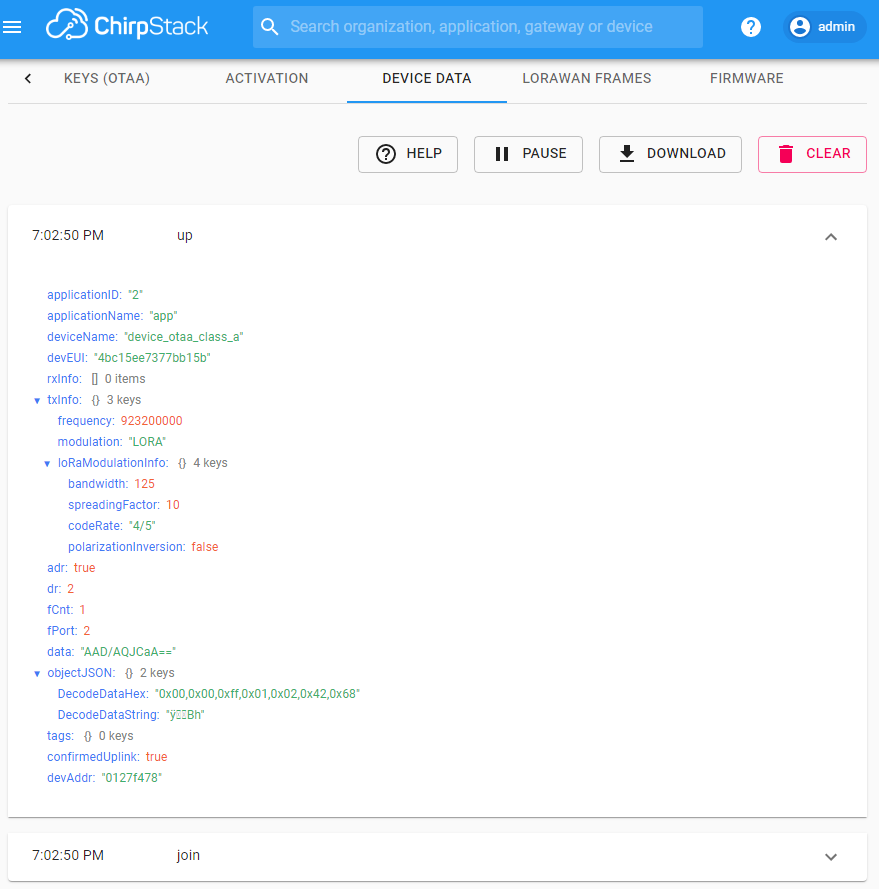 ChirpStack
Search organization, application, gateway or device
?
admin
KEYS (OTAA) ACTIVATION DEVICE DATA LORAWAN FRAMES FIRMWARE
? HELP PAUSE DOWNLOAD CLEAR
7:02:50 PM up
applicationID: "2"
applicationName: "app"
deviceName: "device_otaa_class_a"
devEUI: "4bc15ee7377bb15b"
rxInfo: [] 0 items
txInfo: {} 3 keys
frequency: 923200000
modulation: "LORA"
loRaModulationInfo: {} 4 keys
bandwidth: 125
spreadingFactor: 10
codeRate: "4/5"
polarizationInversion: false
adr: true
dr: 2
fCnt: 1
fPort: 2
data: "AAD/AQJCaA=="
objectJSON: {} 2 keys
DecodeDataHex: "0x00,0x00,0xff,0x01,0x02,0x42,0x68"
DecodeDataString: "ÿ▯▯Bh"
tags: {} 0 keys
confirmedUplink: true
devAddr: "0127f478"
7:02:50 PM join